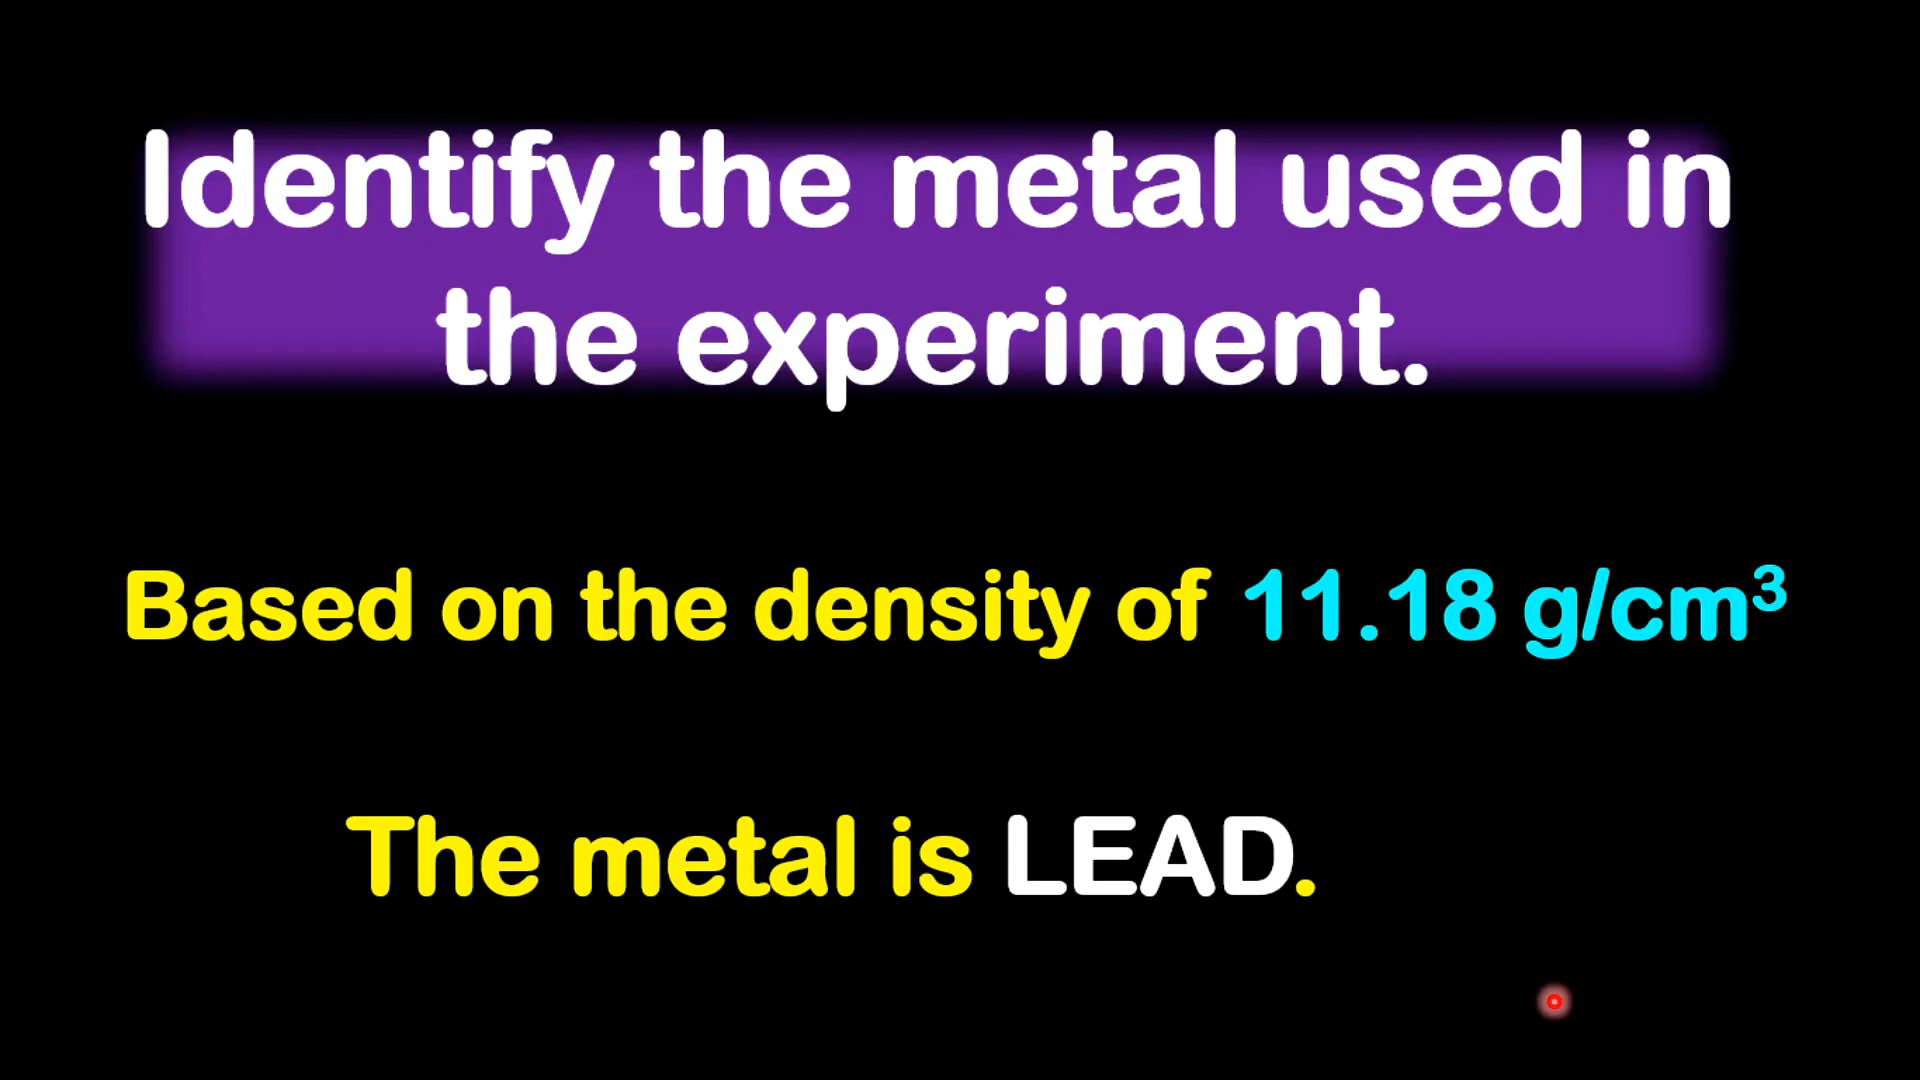 Identify the metal used in
the experiment.
Based on the density of 11.18 g/cm³
The metal is LEAD.